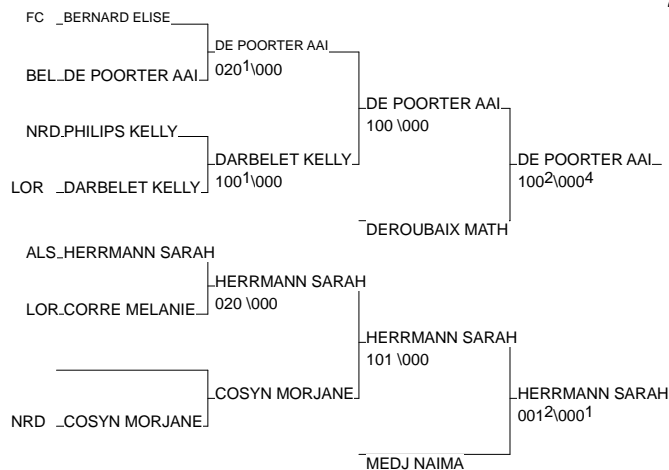 FC BERNARD ELISE
DE POORTER AAI
020¹\000
BEL DE POORTER AAI
DE POORTER AAI
100 \000
NRD PHILIPS KELLY
DARBELET KELLY
100¹\000
DE POORTER AAI
100²\000⁴
LOR DARBELET KELLY
DEROUBAIX MATH
ALS HERRMANN SARAH
HERRMANN SARAH
020 \000
LOR CORRE MELANIE
HERRMANN SARAH
101 \000
COSYN MORJANE
HERRMANN SARAH
001²\000¹
NRD COSYN MORJANE
MEDJ NAIMA